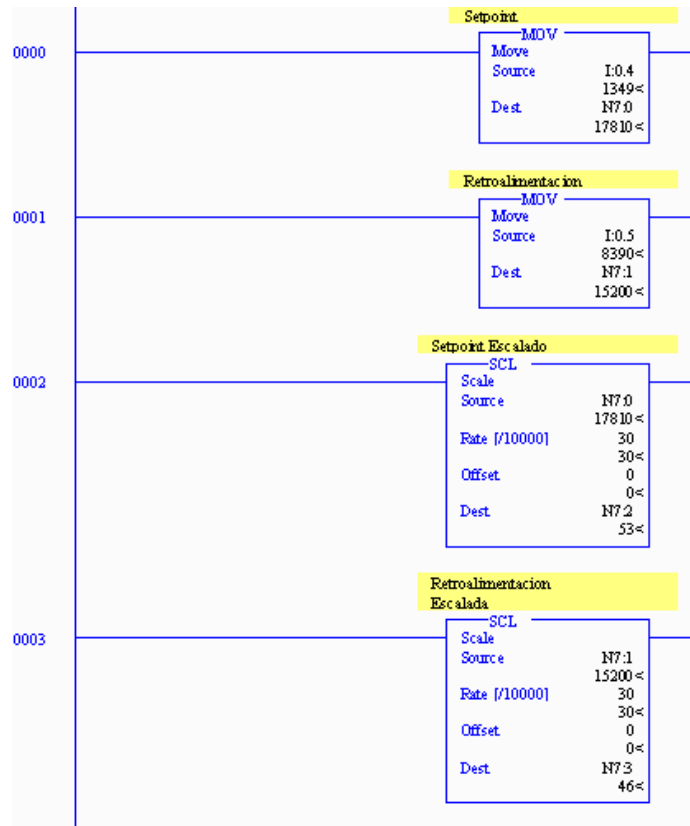 Setpoint
MOV
0000
Move
Source I:0.4
1349<
Dest N7:0
17810<
Retroalimentacion
MOV
0001
Move
Source I:0.5
8390<
Dest N7:1
15200<
Setpoint Escalado
SCL
0002
Scale
Source N7:0
17810<
Rate [/10000] 30
30<
Offset 0
0<
Dest N7:2
53<
Retroalimentacion
Escalada
SCL
0003
Scale
Source N7:1
15200<
Rate [/10000] 30
30<
Offset 0
0<
Dest N7:3
46<